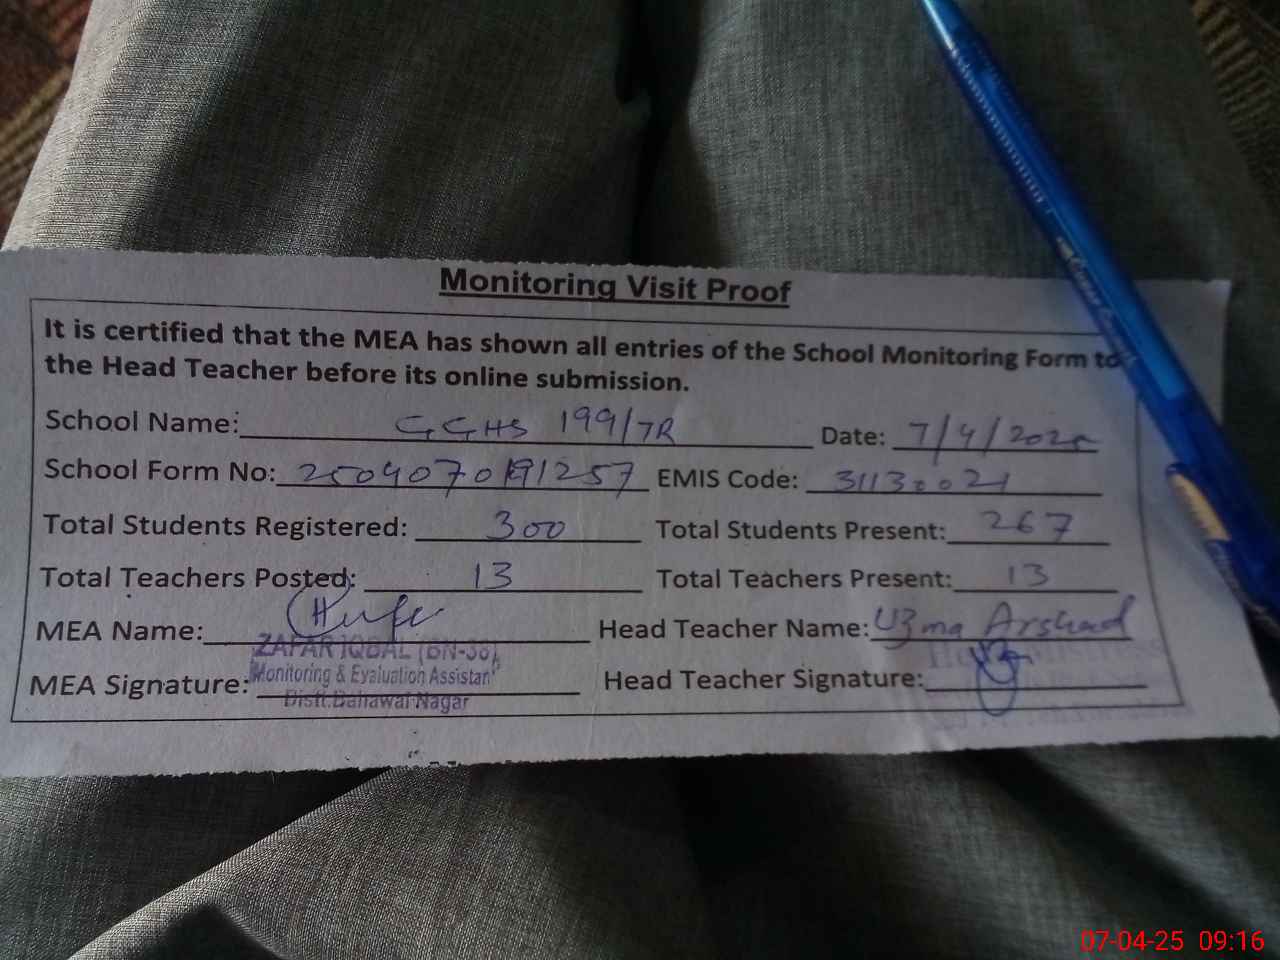 Monitoring Visit Proof
It is certified that the MEA has shown all entries of the School Monitoring Form to
the Head Teacher before its online submission.
School Name: GGHS 199/7R Date: 7/4/2025
School Form No: 2504070191257 EMIS Code: 31130021
Total Students Registered: 300 Total Students Present: 267
Total Teachers Posted: 13 Total Teachers Present: 13
MEA Name: Head Teacher Name: Uzma Arshad
ZAFAR IQBAL (BN-38)
Monitoring & Evaluation Assistant
MEA Signature: Head Teacher Signature:
Distt. Bahawal Nagar
07-04-25 09:16